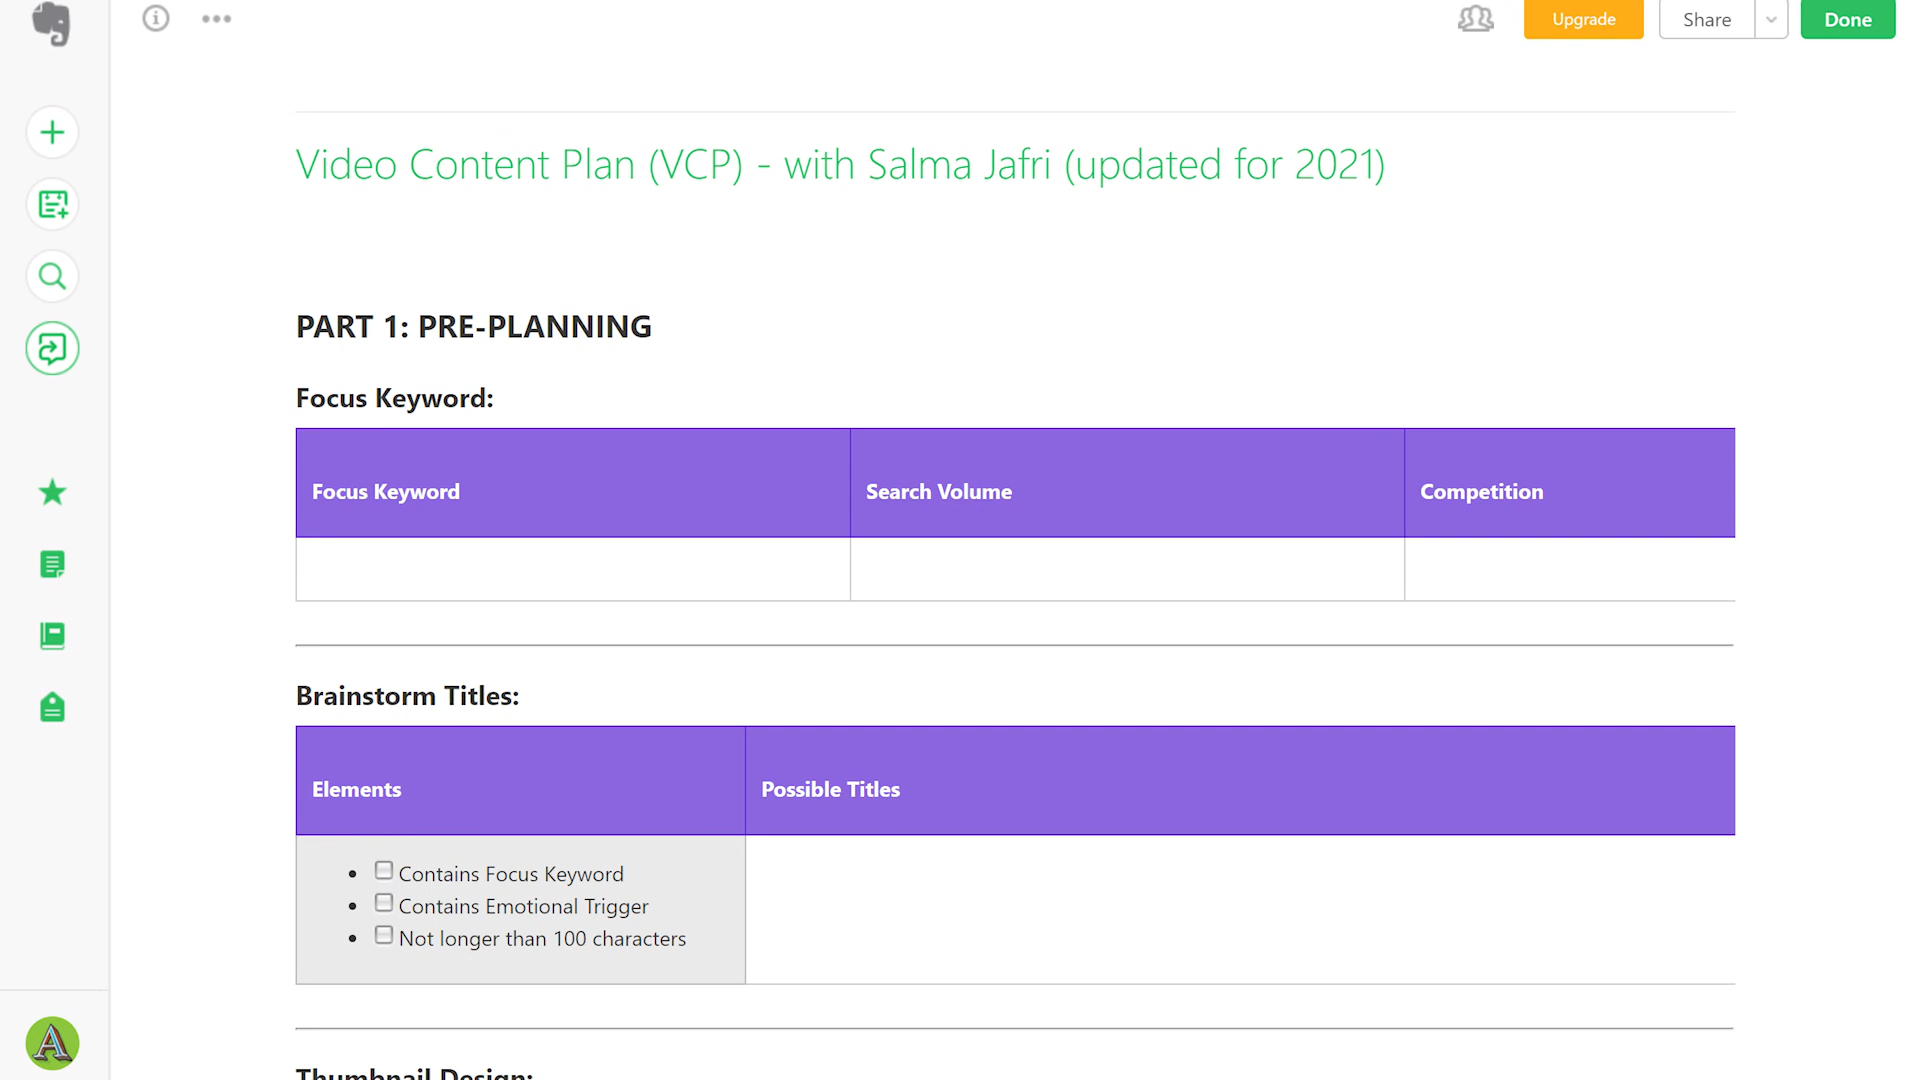 Upgrade
Share
Done
Video Content Plan (VCP) - with Salma Jafri (updated for 2021)
PART 1: PRE-PLANNING
Focus Keyword:
Focus Keyword
Search Volume
Competition
Brainstorm Titles:
Elements
Possible Titles
Contains Focus Keyword
Contains Emotional Trigger
Not longer than 100 characters
A
Thumbnail Design: